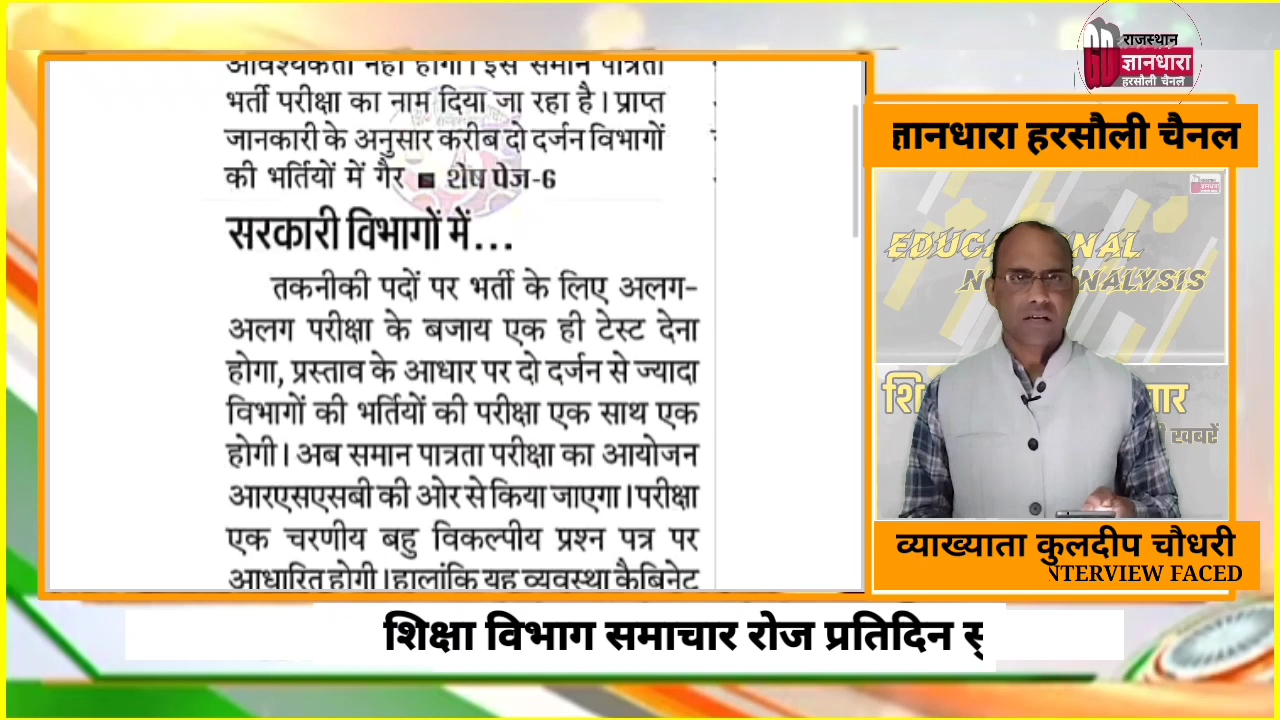 राजस्थान
ज्ञानधारा
हरसौली चैनल
आवश्यकता नहीं होगी। इसे समान पात्रता
भर्ती परीक्षा का नाम दिया जा रहा है। प्राप्त
जानकारी के अनुसार करीब दो दर्जन विभागों
की भर्तियों में गैर ■ शेष पेज-6
सरकारी विभागों में...
तकनीकी पदों पर भर्ती के लिए अलग-
अलग परीक्षा के बजाय एक ही टेस्ट देना
होगा, प्रस्ताव के आधार पर दो दर्जन से ज्यादा
विभागों की भर्तियों की परीक्षा एक साथ एक
होगी। अब समान पात्रता परीक्षा का आयोजन
आरएसएसबी की ओर से किया जाएगा। परीक्षा
एक चरणीय बहु विकल्पीय प्रश्न पत्र पर
आधारित होगी। हालांकि यह व्यवस्था कैबिनेट
ज्ञानधारा हरसौली चैनल
व्याख्याता कुलदीप चौधरी
NTERVIEW FACED
शिक्षा विभाग समाचार रोज प्रतिदिन